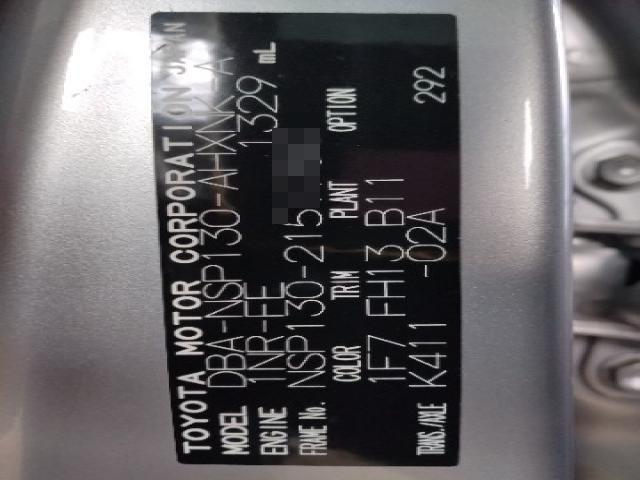 TOYOTA MOTOR CORPORATION JAPAN
MODEL DBA-NSP130-AHXNK A
ENGINE 1NR-EE 1329 mL
FRAME No. NSP130-215
COLOR TRIM PLANT OPTION
1F7 FH13 B11
TRANS./AXLE K411 -02A 292